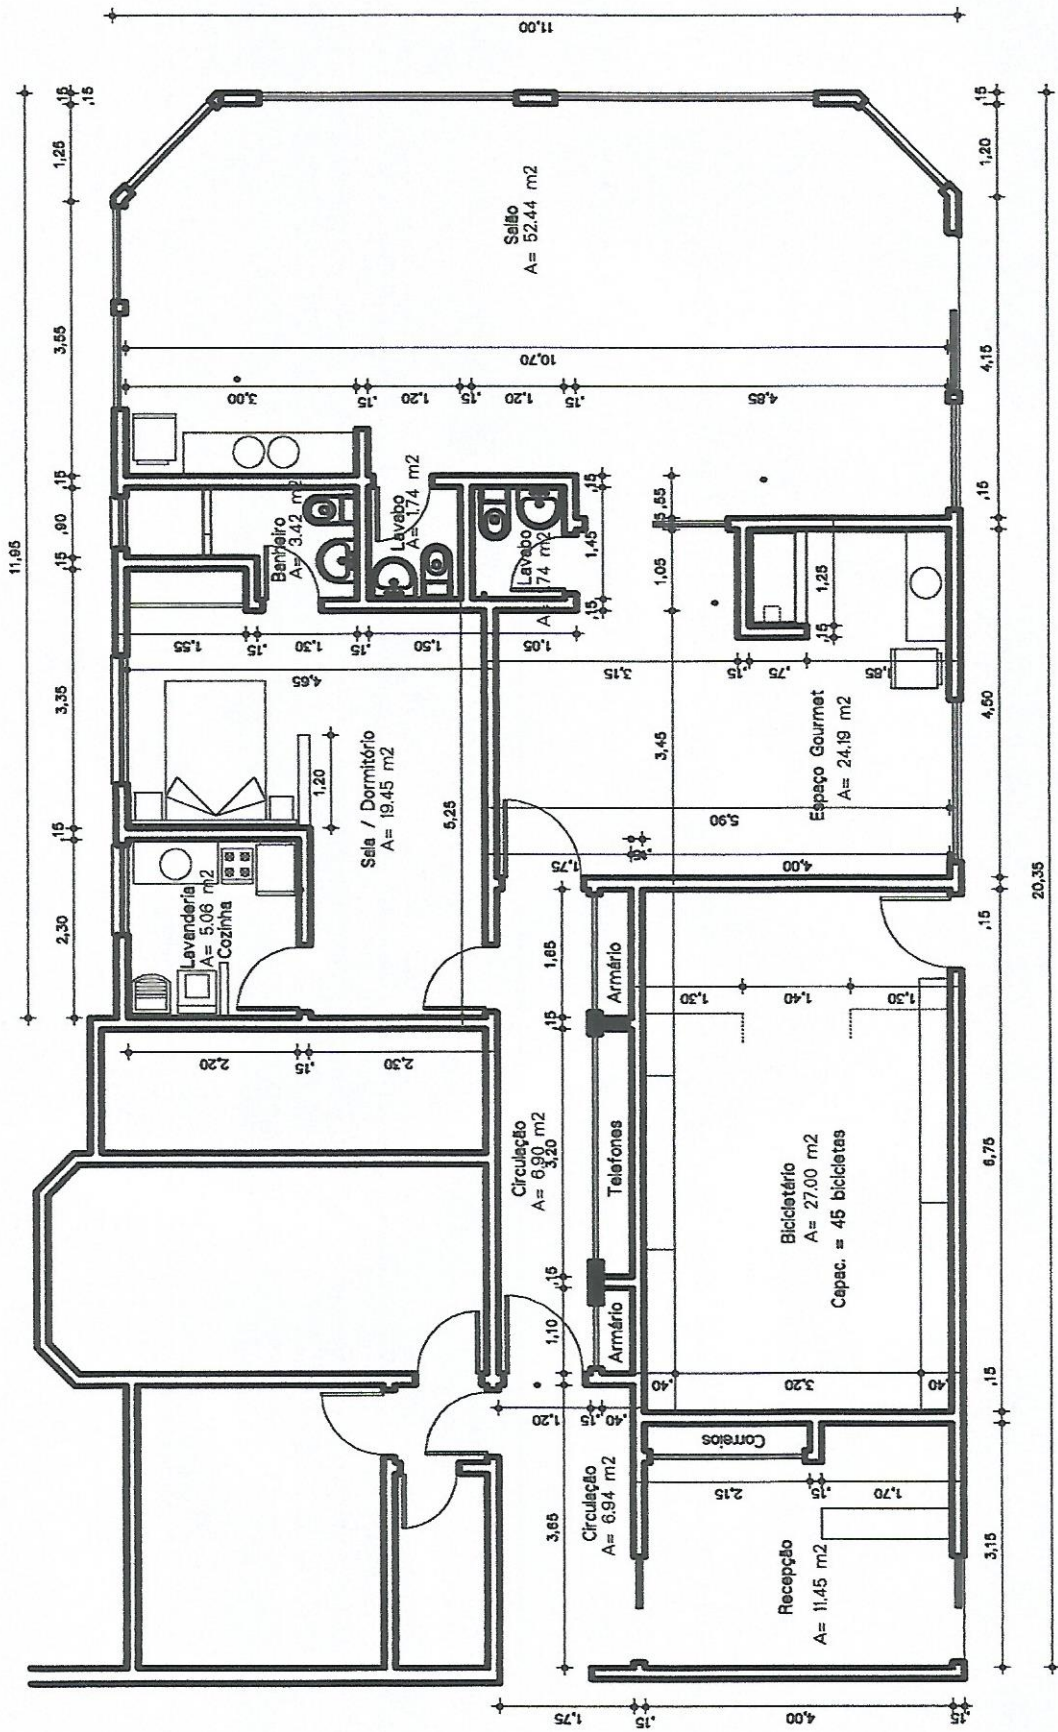 11,00
11,95
,15
,15
1,25
3,55
,15
,90
,15
3,35
,15
2,30
Salão
A= 52.44 m2
10,70
3,00
,15
1,20
,15
1,20
,15
4,85
,15
1,20
4,15
,15
4,50
,15
6,75
,15
3,15
20,35
Banheiro
A= 3.42 m2
Lavabo
A= 1.74 m2
Lavabo
,15
1,45
,15
,55
1,05
3,45
1,25
,15
1,55
,15
1,30
,15
1,50
1,05
4,65
3,15
,15
,75
1,85
1,20
Sala / Dormitório
A= 19.45 m2
5,25
Espaço Gourmet
A= 24.19 m2
5,90
1,75
4,00
Lavanderia
A= 5.06 m2
Cozinha
2,20
,15
2,30
1,65
,15
3,20
,15
1,10
Armário
Telefones
Armário
Circulação
A= 6.90 m2
1,30
1,40
1,30
Bicicletário
A= 27.00 m2
Capac. = 45 bicicletas
,40
3,20
,40
1,20
,15
,40
3,65
Circulação
A= 6.94 m2
Correios
2,15
,15
1,70
Recepção
A= 11.45 m2
1,75
,15
4,00
,15